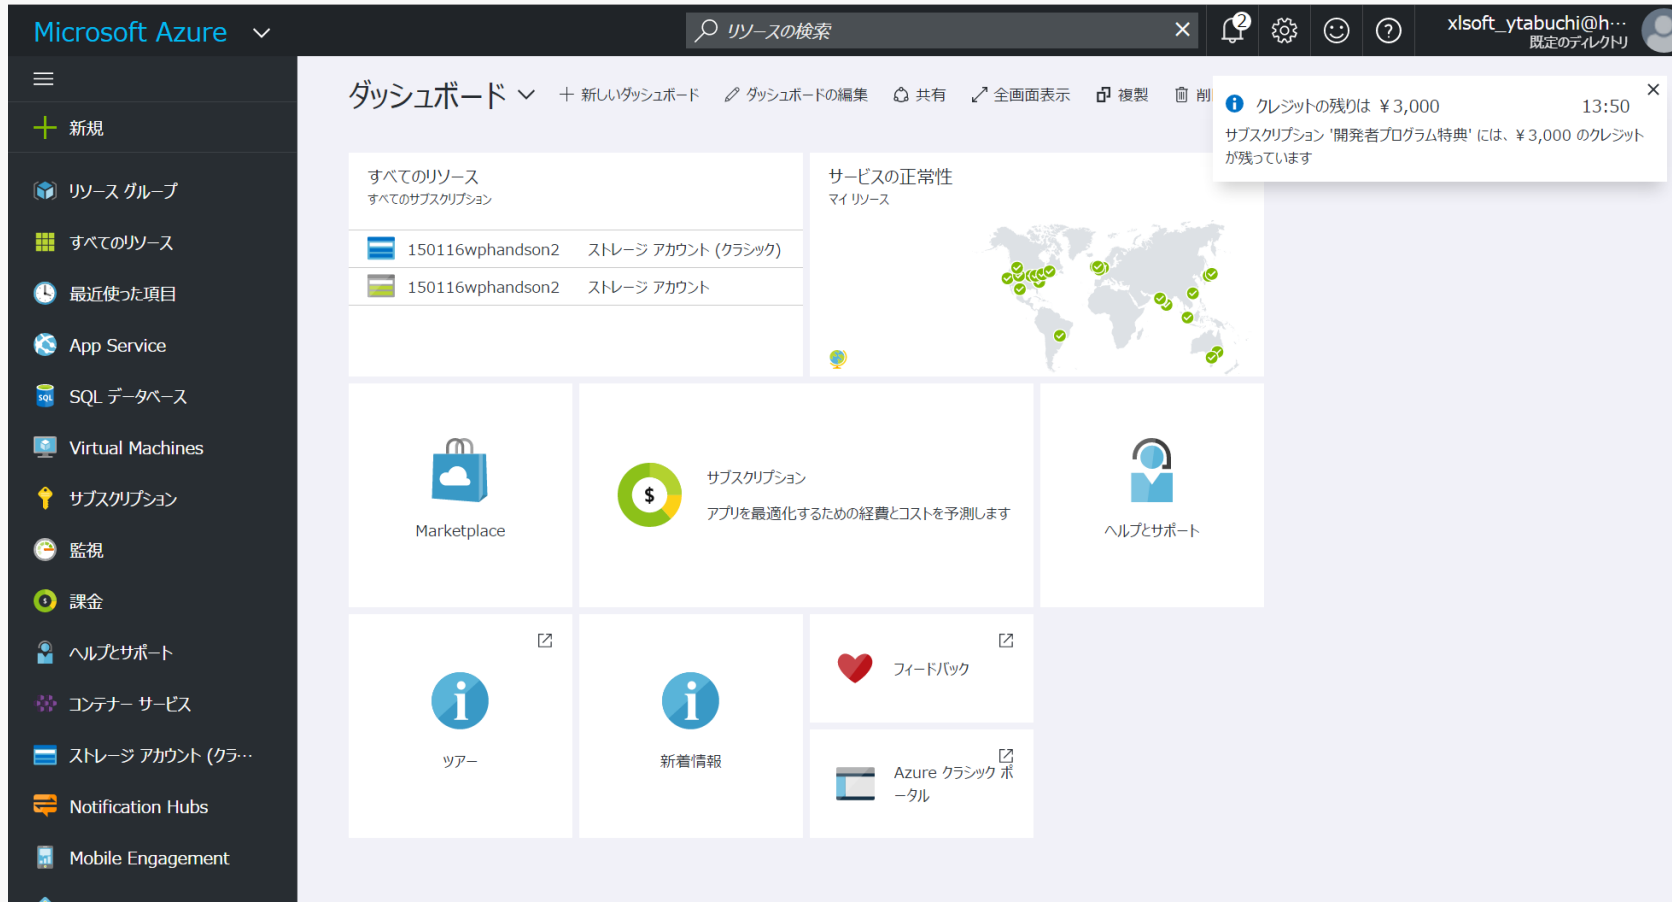 Microsoft Azure
リソースの検索
2
xlsoft_ytabuchi@h…
既定のディレクトリ
ダッシュボード
新しいダッシュボード
ダッシュボードの編集
共有
全画面表示
複製
削
クレジットの残りは ¥3,000
13:50
サブスクリプション '開発者プログラム特典' には、¥3,000 のクレジット
が残っています
新規
リソース グループ
すべてのリソース
最近使った項目
App Service
SQL データベース
Virtual Machines
サブスクリプション
監視
課金
ヘルプとサポート
コンテナー サービス
ストレージ アカウント (クラ…
Notification Hubs
Mobile Engagement
すべてのリソース
すべてのサブスクリプション
150116wphandson2 ストレージ アカウント (クラシック)
150116wphandson2 ストレージ アカウント
サービスの正常性
マイ リソース
Marketplace
サブスクリプション
アプリを最適化するための経費とコストを予測します
ヘルプとサポート
ツアー
新着情報
フィードバック
Azure クラシック ポ
ータル